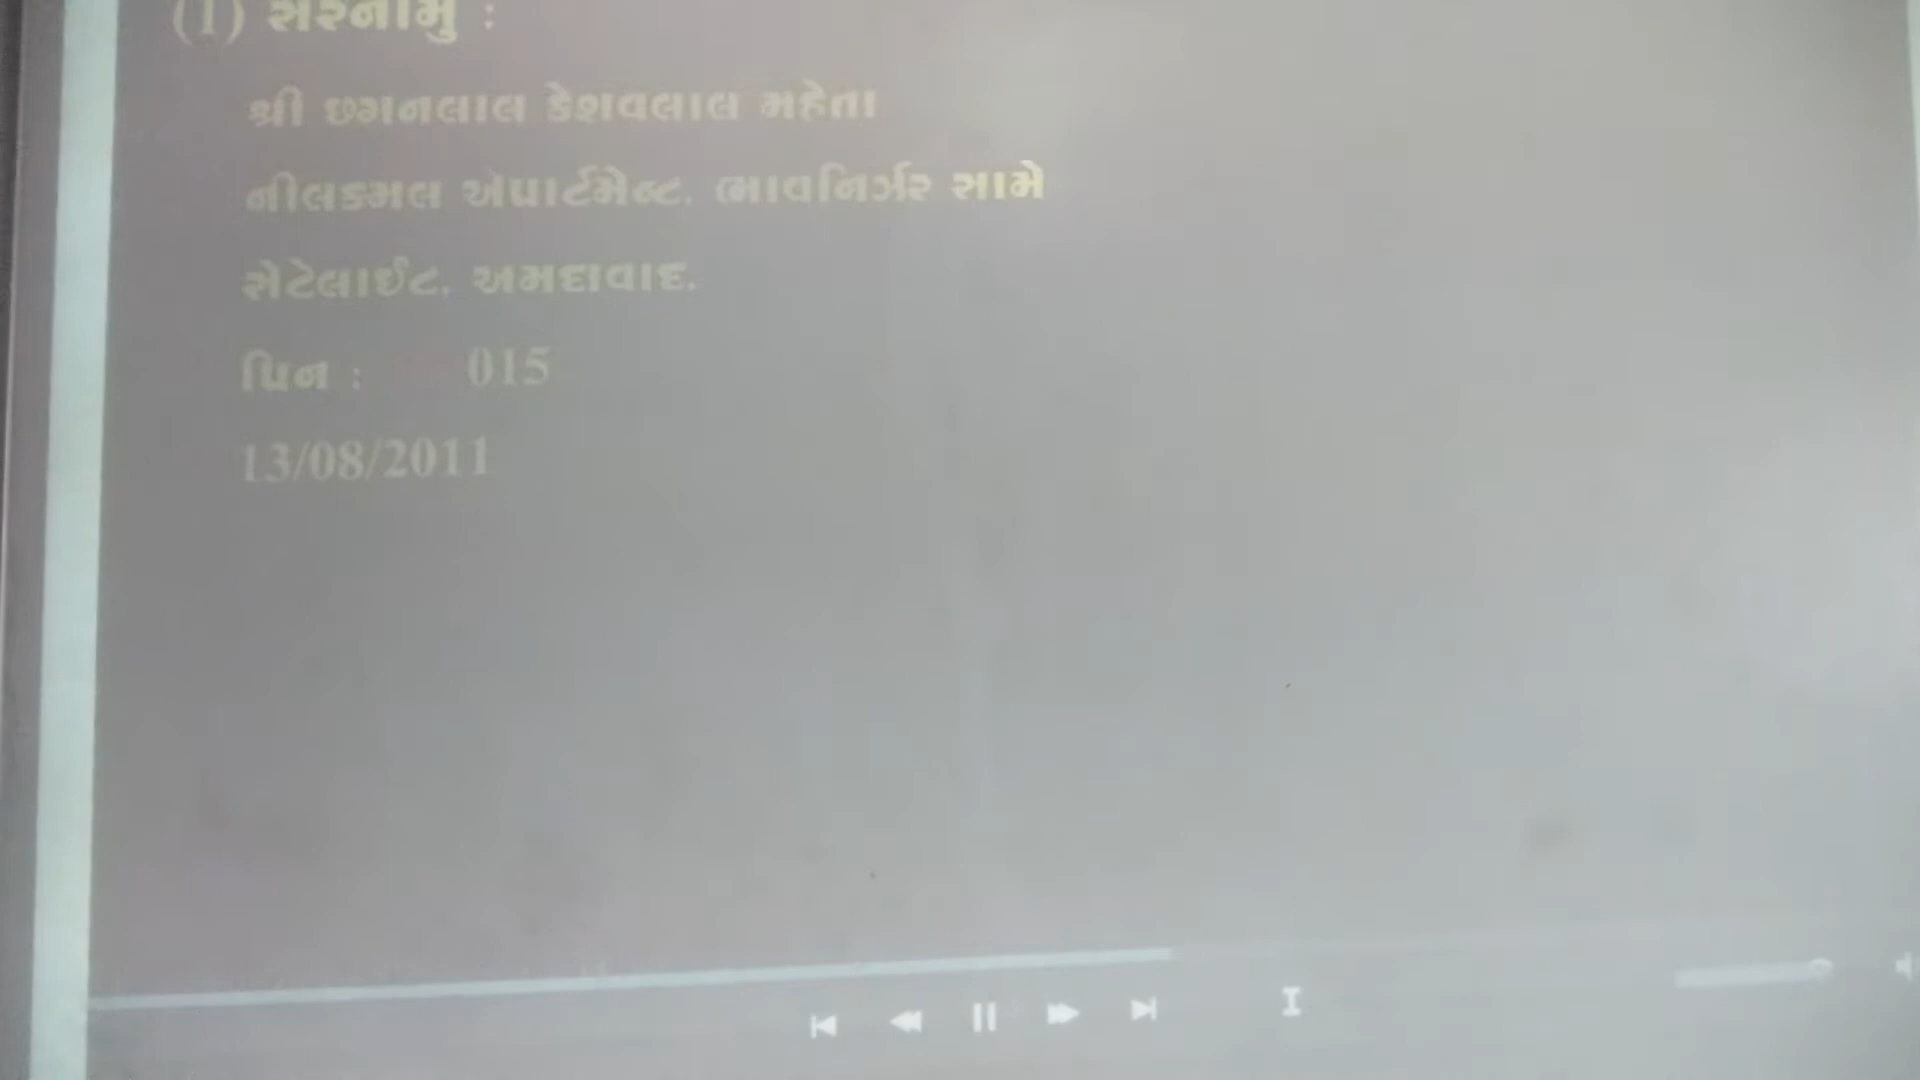 (1) સરનામુ :
શ્રી છગનલાલ કેશવલાલ મહેતા
નીલકમલ એપાર્ટમેન્ટ, ભાવનિર્ઝર સામે
સેટેલાઈટ, અમદાવાદ.
પિન : 015
13/08/2011